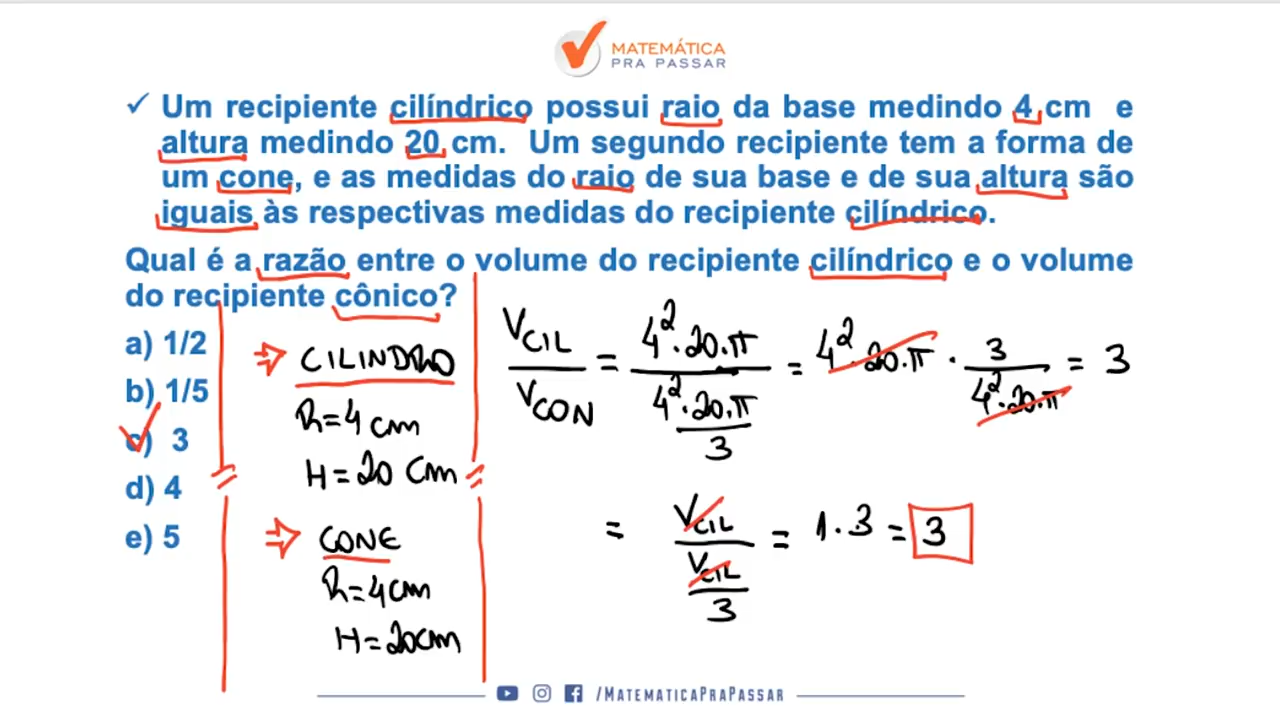 MATEMÁTICA
PRA PASSAR
✓ Um recipiente cilíndrico possui raio da base medindo 4 cm e
altura medindo 20 cm. Um segundo recipiente tem a forma de
um cone, e as medidas do raio de sua base e de sua altura são
iguais às respectivas medidas do recipiente cilíndrico.
Qual é a razão entre o volume do recipiente cilíndrico e o volume
do recipiente cônico?
a) 1/2
b) 1/5
c) 3
d) 4
e) 5
⇒ CILINDRO
R=4cm
H=20 cm
⇒ CONE
R=4cm
H=20cm
V_CIL / V_CON = (4².20.π) / (4².20.π / 3) = 4².20.π . 3 / (4².20.π) = 3
= V_CIL / (V_CIL / 3) = 1.3 = 3
/MATEMATICAPRAPASSAR